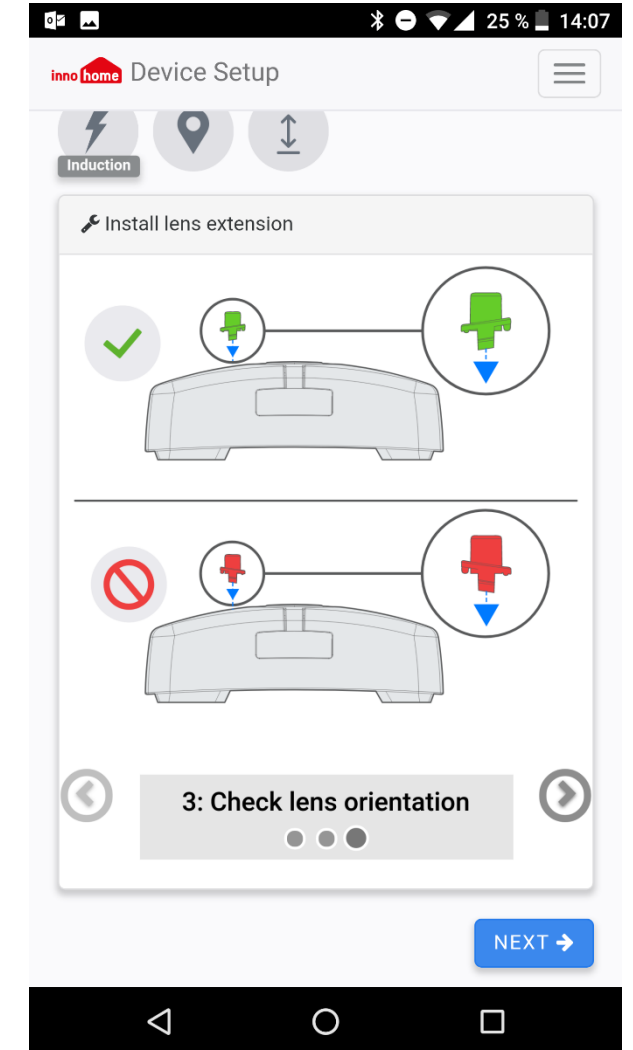 25 % 14:07
inno home Device Setup
Induction
Install lens extension
3: Check lens orientation
NEXT